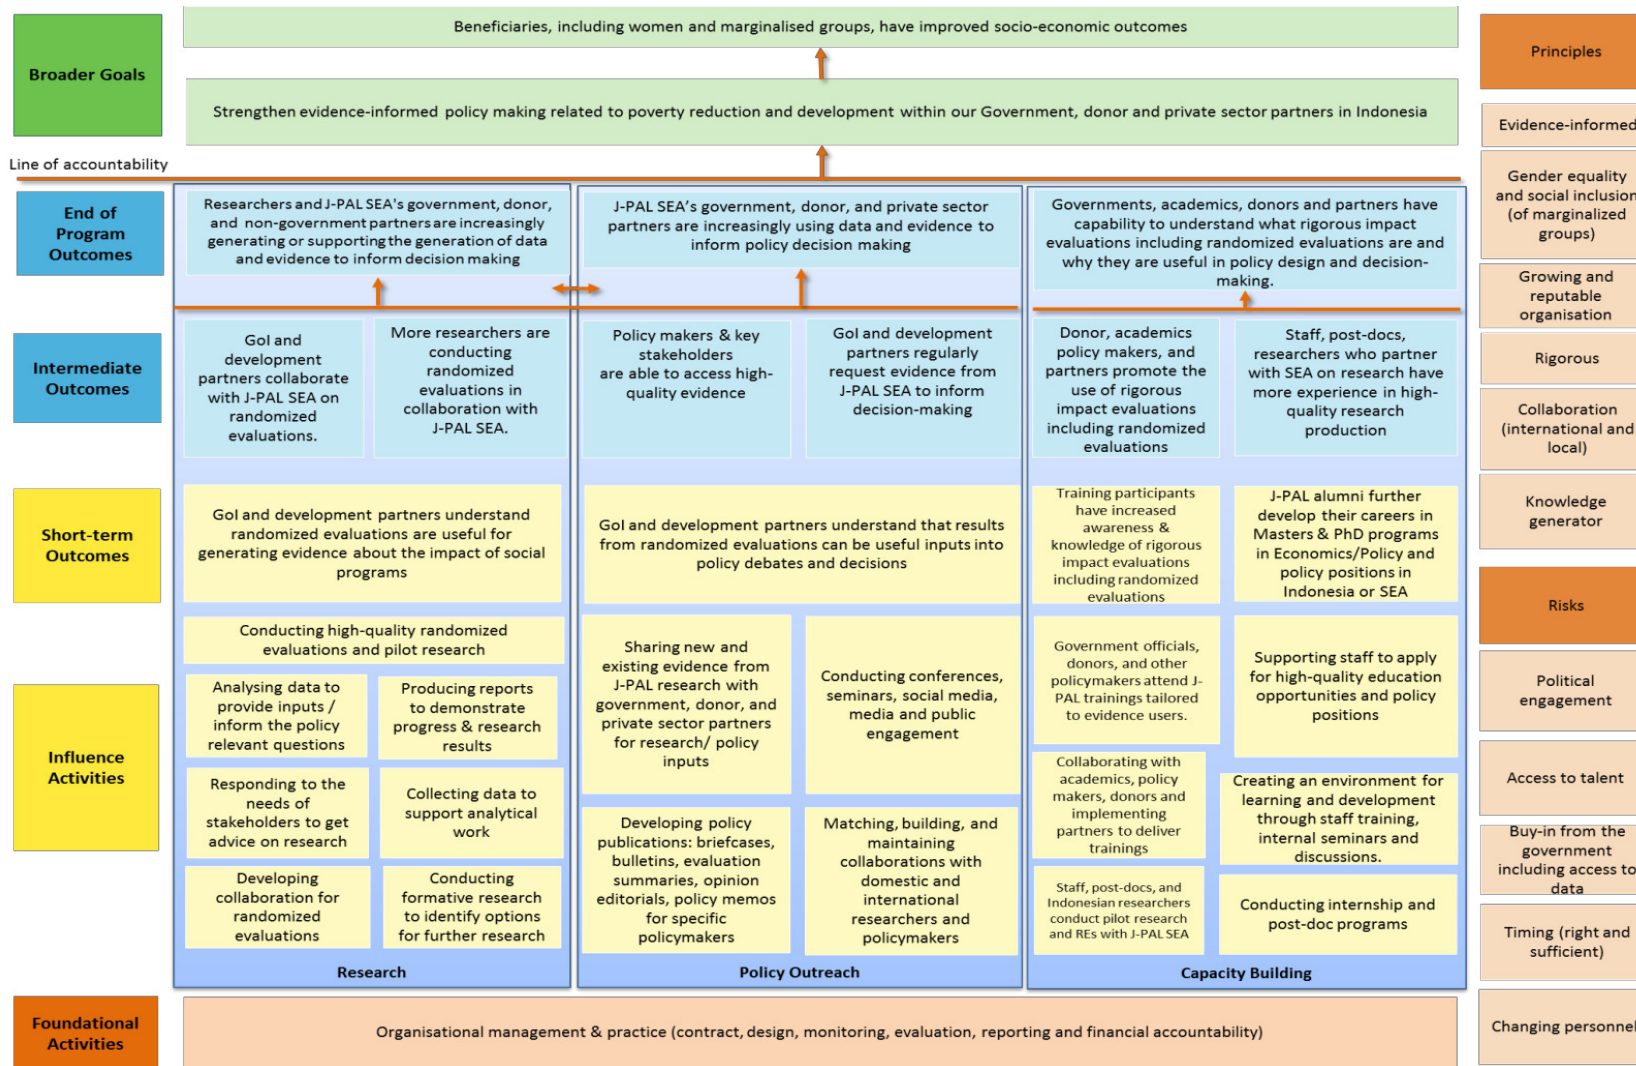 Broader Goals
Beneficiaries, including women and marginalised groups, have improved socio-economic outcomes
Strengthen evidence-informed policy making related to poverty reduction and development within our Government, donor and private sector partners in Indonesia
Line of accountability
End of
Program
Outcomes
Researchers and J-PAL SEA's government, donor,
and non-government partners are increasingly
generating or supporting the generation of data
and evidence to inform decision making
J-PAL SEA's government, donor, and private sector
partners are increasingly using data and evidence to
inform policy decision making
Governments, academics, donors and partners have
capability to understand what rigorous impact
evaluations including randomized evaluations are and
why they are useful in policy design and decision-
making.
Intermediate
Outcomes
GoI and
development
partners collaborate
with J-PAL SEA on
randomized
evaluations.
More researchers are
conducting
randomized
evaluations in
collaboration with
J-PAL SEA.
Policy makers & key
stakeholders
are able to access high-
quality evidence
GoI and development
partners regularly
request evidence from
J-PAL SEA to inform
decision-making
Donor, academics
policy makers, and
partners promote the
use of rigorous
impact evaluations
including randomized
evaluations
Staff, post-docs,
researchers who partner
with SEA on research have
more experience in high-
quality research
production
Short-term
Outcomes
GoI and development partners understand
randomized evaluations are useful for
generating evidence about the impact of social
programs
GoI and development partners understand that results
from randomized evaluations can be useful inputs into
policy debates and decisions
Training participants
have increased
awareness &
knowledge of rigorous
impact evaluations
including randomized
evaluations
J-PAL alumni further
develop their careers in
Masters & PhD programs
in Economics/Policy and
policy positions in
Indonesia or SEA
Influence
Activities
Conducting high-quality randomized
evaluations and pilot research
Analysing data to
provide inputs /
inform the policy
relevant questions
Producing reports
to demonstrate
progress & research
results
Responding to the
needs of
stakeholders to get
advice on research
Collecting data to
support analytical
work
Developing
collaboration for
randomized
evaluations
Conducting
formative research
to identify options
for further research
Research
Sharing new and
existing evidence from
J-PAL research with
government, donor, and
private sector partners
for research/ policy
inputs
Conducting conferences,
seminars, social media,
media and public
engagement
Developing policy
publications: briefcases,
bulletins, evaluation
summaries, opinion
editorials, policy memos
for specific
policymakers
Matching, building, and
maintaining
collaborations with
domestic and
international
researchers and
policymakers
Policy Outreach
Government officials,
donors, and other
policymakers attend J-
PAL trainings tailored
to evidence users.
Supporting staff to apply
for high-quality education
opportunities and policy
positions
Collaborating with
academics, policy
makers, donors and
implementing
partners to deliver
trainings
Creating an environment for
learning and development
through staff training,
internal seminars and
discussions.
Staff, post-docs, and
Indonesian researchers
conduct pilot research
and REs with J-PAL SEA
Conducting internship and
post-doc programs
Capacity Building
Foundational
Activities
Organisational management & practice (contract, design, monitoring, evaluation, reporting and financial accountability)
Principles
Evidence-informed
Gender equality
and social inclusion
(of marginalized
groups)
Growing and
reputable
organisation
Rigorous
Collaboration
(international and
local)
Knowledge
generator
Risks
Political
engagement
Access to talent
Buy-in from the
government
including access to
data
Timing (right and
sufficient)
Changing personnel